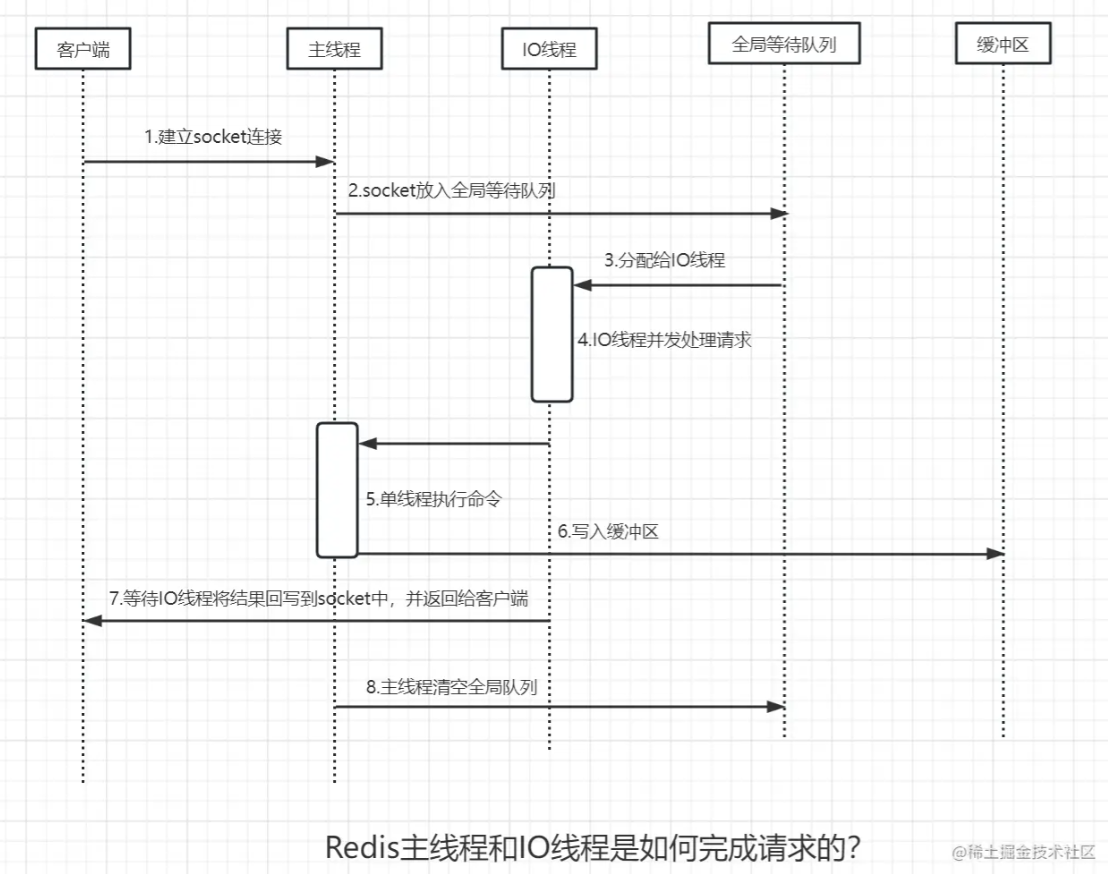 客户端
主线程
IO线程
全局等待队列
缓冲区
1.建立socket连接
2.socket放入全局等待队列
3.分配给IO线程
4.IO线程并发处理请求
5.单线程执行命令
6.写入缓冲区
7.等待IO线程将结果回写到socket中，并返回给客户端
8.主线程清空全局队列
Redis主线程和IO线程是如何完成请求的？
@稀土掘金技术社区